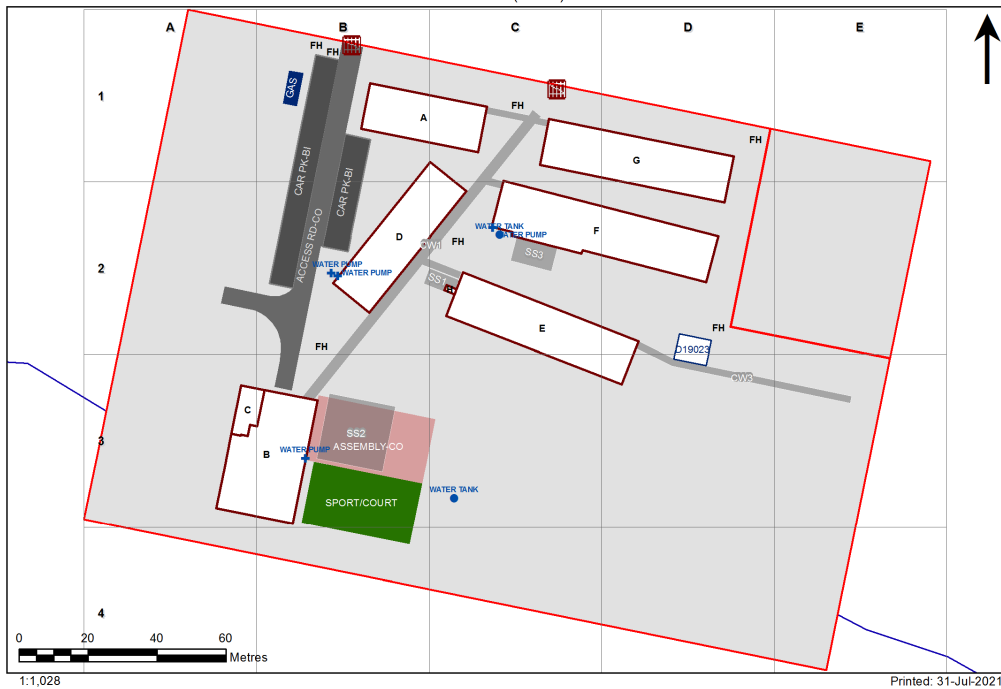 A
B
C
D
E
FH
FH
1
GAS
FH
A
FH
G
CAR PK-BI
CAR PK-BI
ACCESS RD-CO
WATER TANK
WATER PUMP
F
D
FH
CW1
SS3
2
WATER PUMP
WATER PUMP
SS1
E
FH
D19023
FH
CW3
C
3
SS2
ASSEMBLY-CO
WATER PUMP
B
WATER TANK
SPORT/COURT
4
0 20 40 60
Metres
1:1,028
Printed: 31-Jul-2021